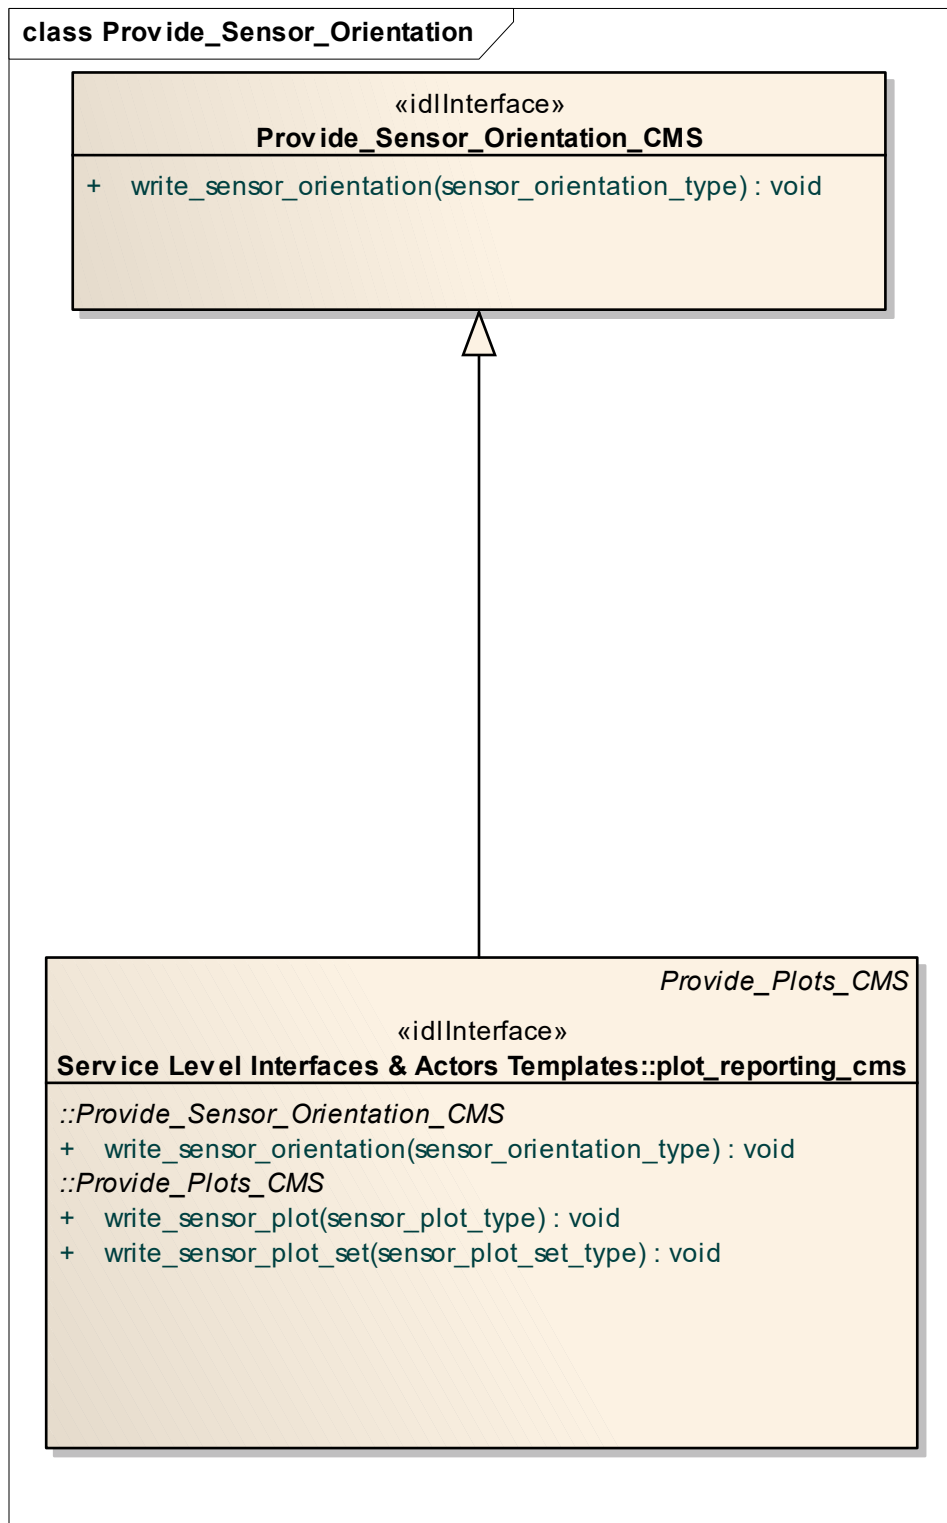 class Provide_Sensor_Orientation
«idlInterface»
Provide_Sensor_Orientation_CMS
+ write_sensor_orientation(sensor_orientation_type) : void
Provide_Plots_CMS
«idlInterface»
Service Level Interfaces & Actors Templates::plot_reporting_cms
::Provide_Sensor_Orientation_CMS
+ write_sensor_orientation(sensor_orientation_type) : void
::Provide_Plots_CMS
+ write_sensor_plot(sensor_plot_type) : void
+ write_sensor_plot_set(sensor_plot_set_type) : void